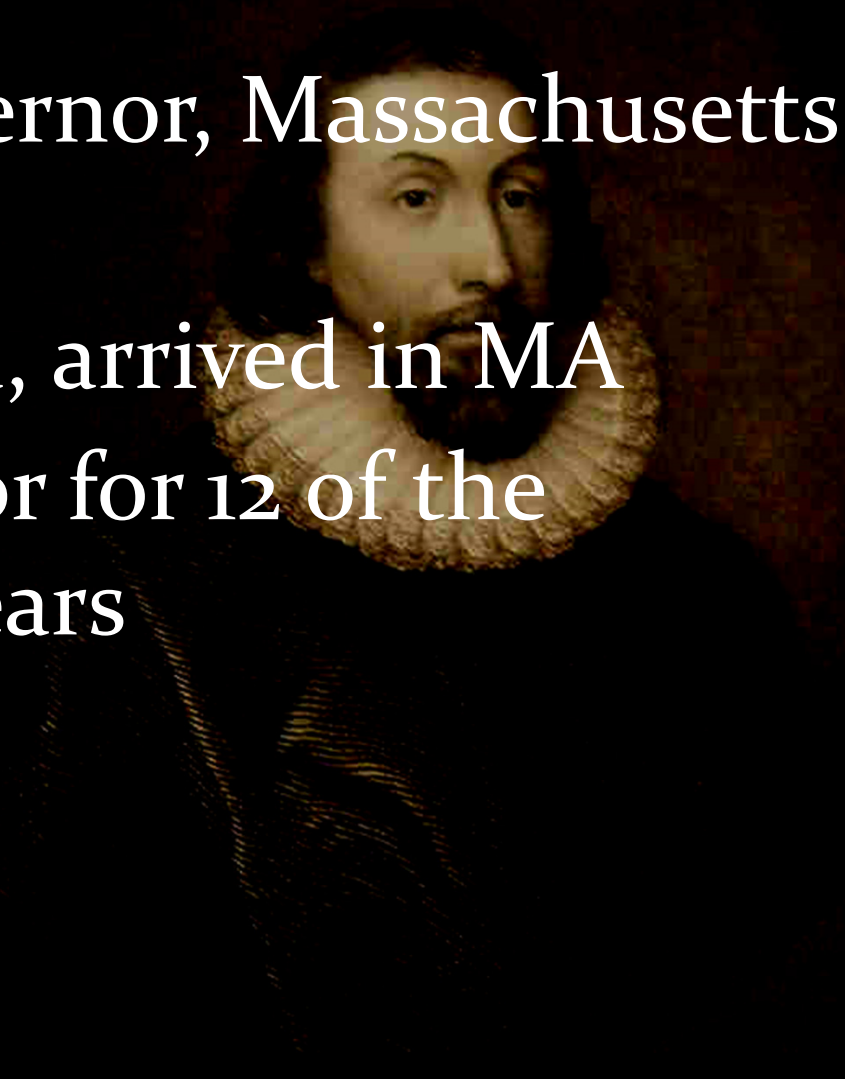 ernor, Massachusetts
, arrived in MA
or for 12 of the
ears